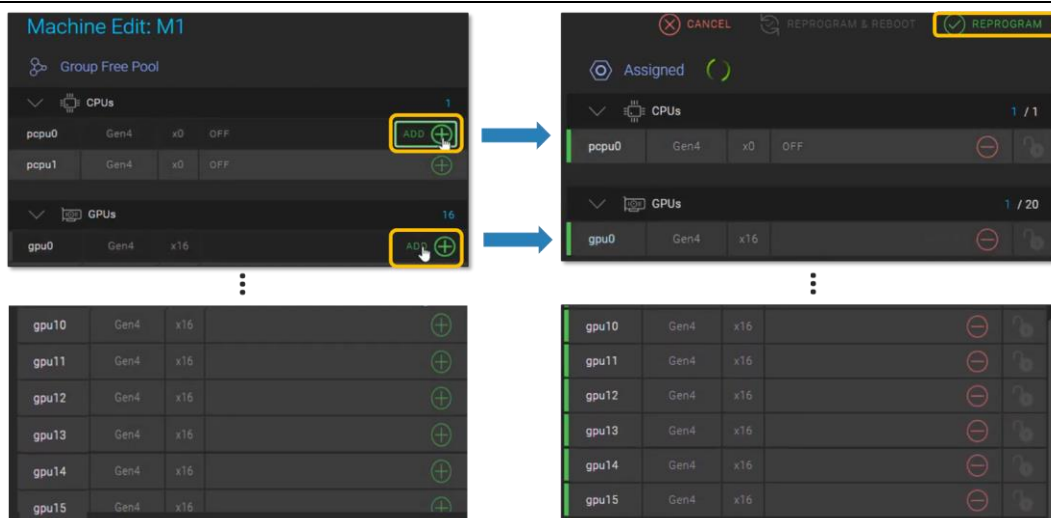 Machine Edit: M1
Group Free Pool
CPUs 1
pcpu0 Gen4 x0 OFF ADD
pcpu1 Gen4 x0 OFF
GPUs 16
gpu0 Gen4 x16 ADD
gpu10 Gen4 x16
gpu11 Gen4 x16
gpu12 Gen4 x16
gpu13 Gen4 x16
gpu14 Gen4 x16
gpu15 Gen4 x16
CANCEL REPROGRAM & REBOOT REPROGRAM
Assigned
CPUs 1 / 1
pcpu0 Gen4 x0 OFF
GPUs 1 / 20
gpu0 Gen4 x16
gpu10 Gen4 x16
gpu11 Gen4 x16
gpu12 Gen4 x16
gpu13 Gen4 x16
gpu14 Gen4 x16
gpu15 Gen4 x16